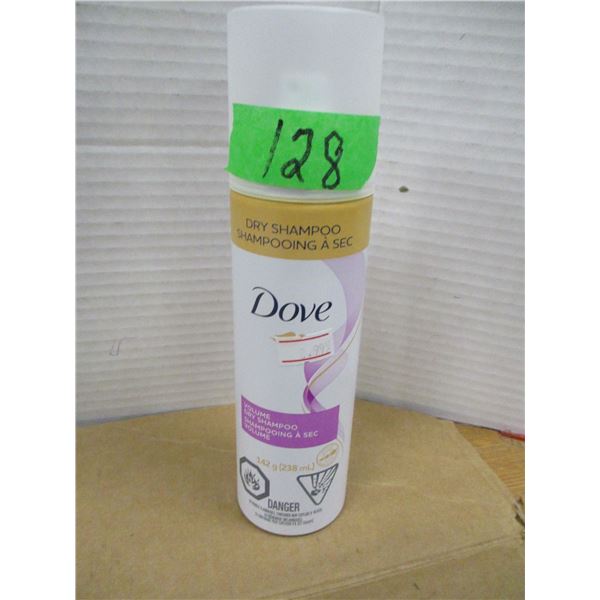 128
DRY SHAMPOO
SHAMPOOING À SEC
Dove
VOLUME
DRY SHAMPOO
SHAMPOOING À SEC
VOLUME
142 g (238 mL)
DANGER